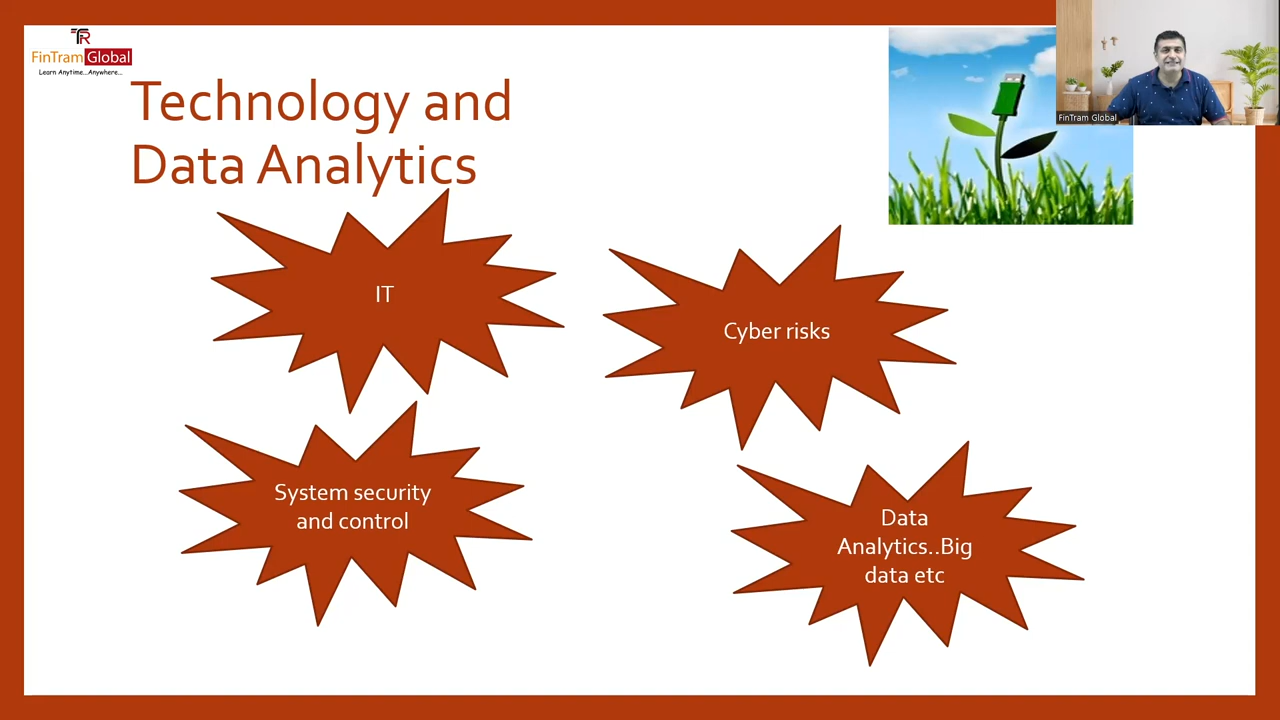 TR
FinTram Global
Learn Anytime...Anywhere...
Technology and
Data Analytics
FinTram Global
IT
Cyber risks
System security
and control
Data
Analytics..Big
data etc